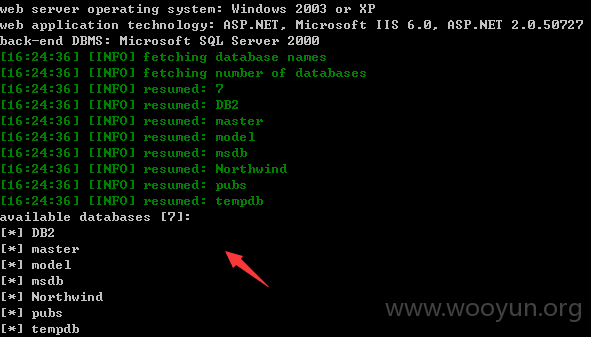 web server operating system: Windows 2003 or XP
web application technology: ASP.NET, Microsoft IIS 6.0, ASP.NET 2.0.50727
back-end DBMS: Microsoft SQL Server 2000
[16:24:36] [INFO] fetching database names
[16:24:36] [INFO] fetching number of databases
[16:24:36] [INFO] resumed: 7
[16:24:36] [INFO] resumed: DB2
[16:24:36] [INFO] resumed: master
[16:24:36] [INFO] resumed: model
[16:24:36] [INFO] resumed: msdb
[16:24:36] [INFO] resumed: Northwind
[16:24:36] [INFO] resumed: pubs
[16:24:36] [INFO] resumed: tempdb
available databases [7]:
[*] DB2
[*] master
[*] model
[*] msdb
[*] Northwind
[*] pubs
[*] tempdb
www.wooyun.org